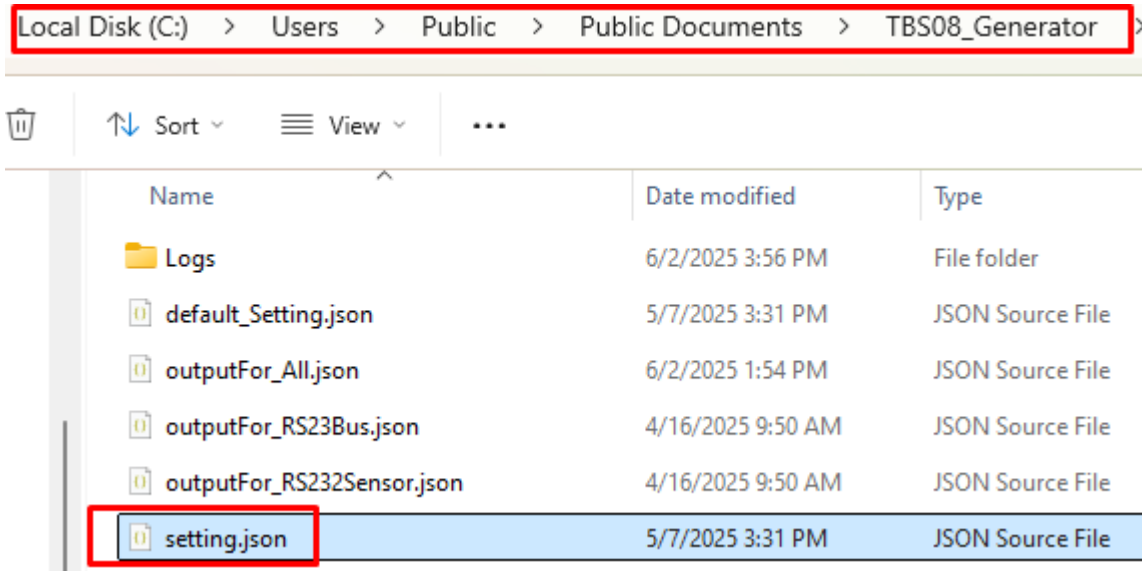 Local Disk (C:) > Users > Public > Public Documents > TBS08_Generator >
Sort View ...
Name Date modified Type
Logs 6/2/2025 3:56 PM File folder
default_Setting.json 5/7/2025 3:31 PM JSON Source File
outputFor_All.json 6/2/2025 1:54 PM JSON Source File
outputFor_RS23Bus.json 4/16/2025 9:50 AM JSON Source File
outputFor_RS232Sensor.json 4/16/2025 9:50 AM JSON Source File
setting.json 5/7/2025 3:31 PM JSON Source File